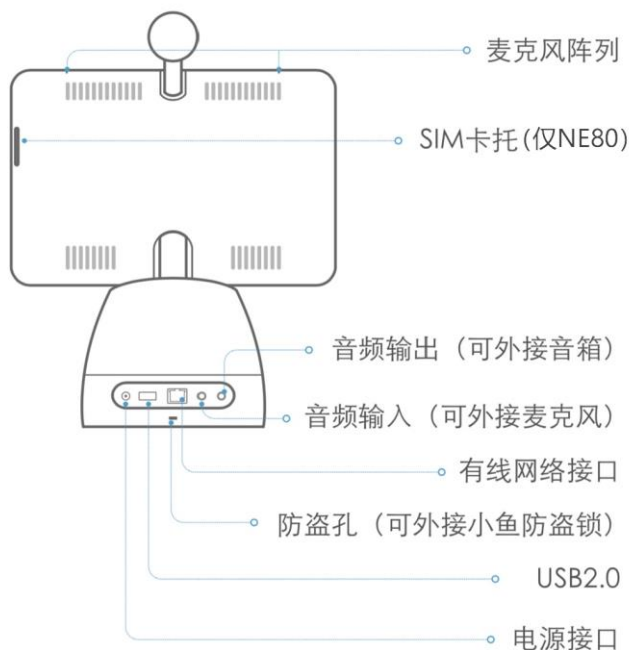 麦克风阵列
SIM卡托(仅NE80)
音频输出（可外接音箱）
音频输入（可外接麦克风）
有线网络接口
防盗孔（可外接小鱼防盗锁）
USB2.0
电源接口